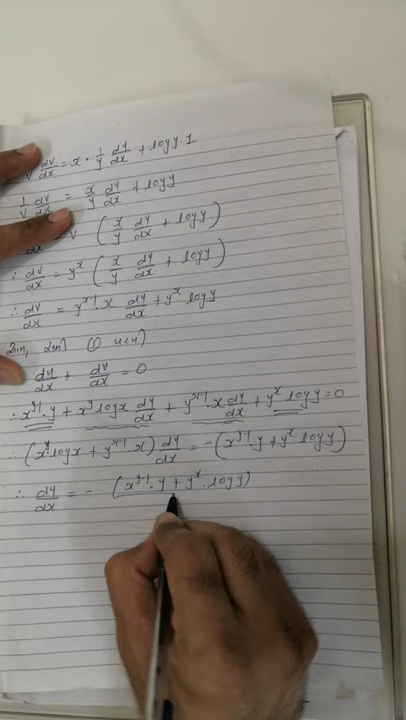 1/v dv/dx = x · 1/y dy/dx + log y · 1
1/v dv/dx = x/y dy/dx + log y
dx = v ( x/y dy/dx + log y )
∴ dv/dx = y^x ( x/y dy/dx + log y )
∴ dv/dx = y^{x-1} · x dy/dx + y^x log y
du/dx + dv/dx = 0
∴ x^{y-1} · y + x^y log x dy/dx + y^{x-1} · x dy/dx + y^x log y = 0
∴ (x^y log x + y^{x-1} · x) dy/dx = -(x^{y-1} · y + y^x · log y)
∴ dy/dx = - (x^{y-1} · y + y^x · log y)